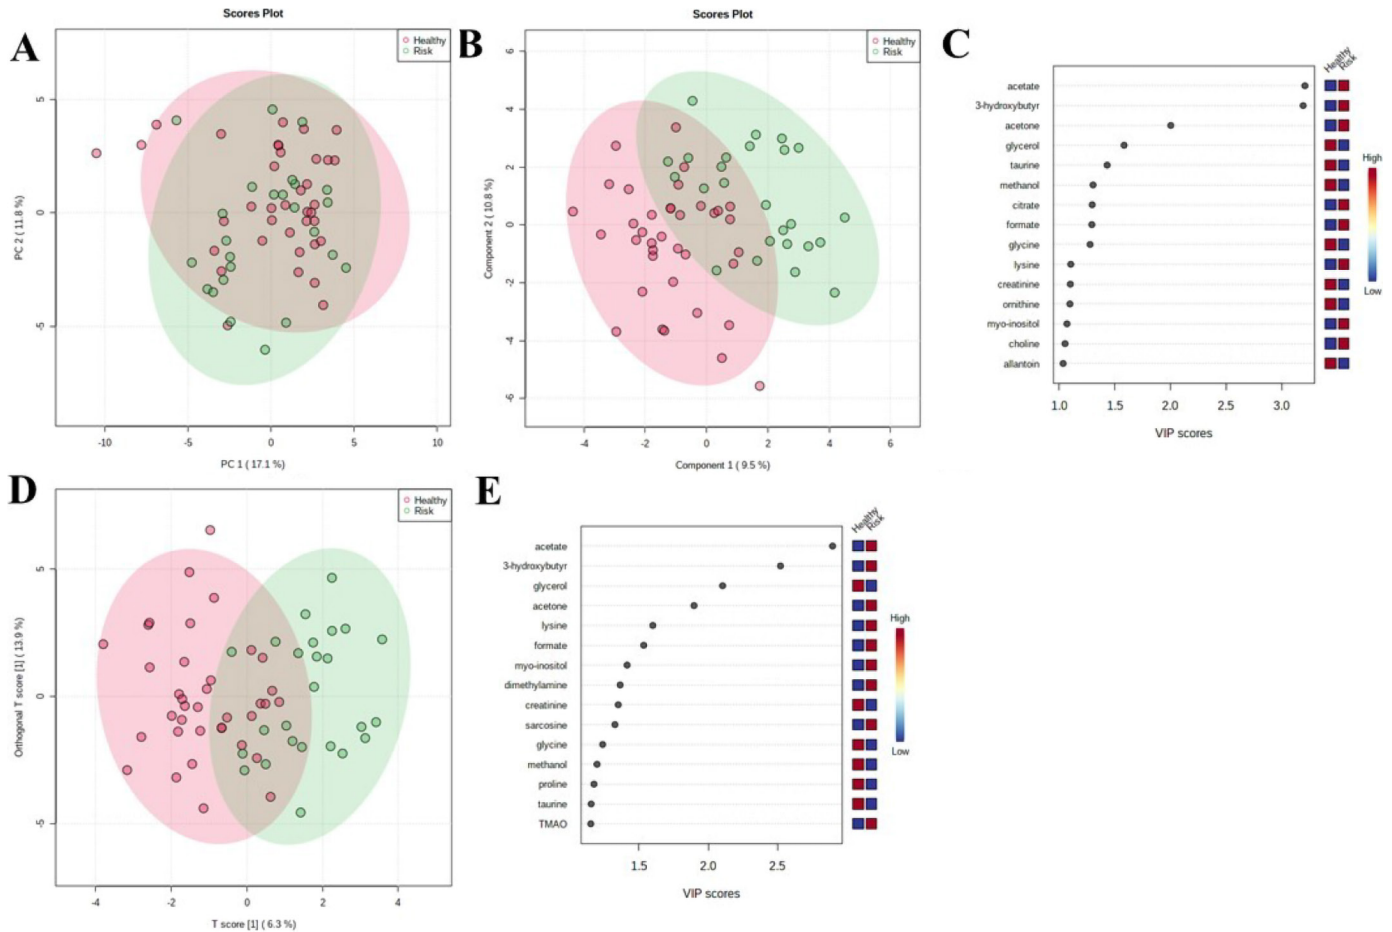 A
Scores Plot
Healthy
Risk
5
0
-5
PC 2 ( 11.8 %)
-10
-5
0
5
10
PC 1 ( 17.1 %)
B
Scores Plot
Healthy
Risk
6
4
2
0
-2
-4
-6
Component 2 ( 10.8 %)
-4
-2
0
2
4
6
Component 1 ( 9.5 %)
C
Healthy
Risk
acetate
3-hydroxybutyr
acetone
glycerol
taurine
methanol
citrate
formate
glycine
lysine
creatinine
ornithine
myo-inositol
choline
allantoin
High
Low
1.0
1.5
2.0
2.5
3.0
VIP scores
D
Healthy
Risk
5
0
-5
Orthogonal T score [1] ( 13.9 %)
-4
-2
0
2
4
T score [1] ( 6.3 %)
E
Healthy
Risk
acetate
3-hydroxybutyr
glycerol
acetone
lysine
formate
myo-inositol
dimethylamine
creatinine
sarcosine
glycine
methanol
proline
taurine
TMAO
High
Low
1.5
2.0
2.5
VIP scores